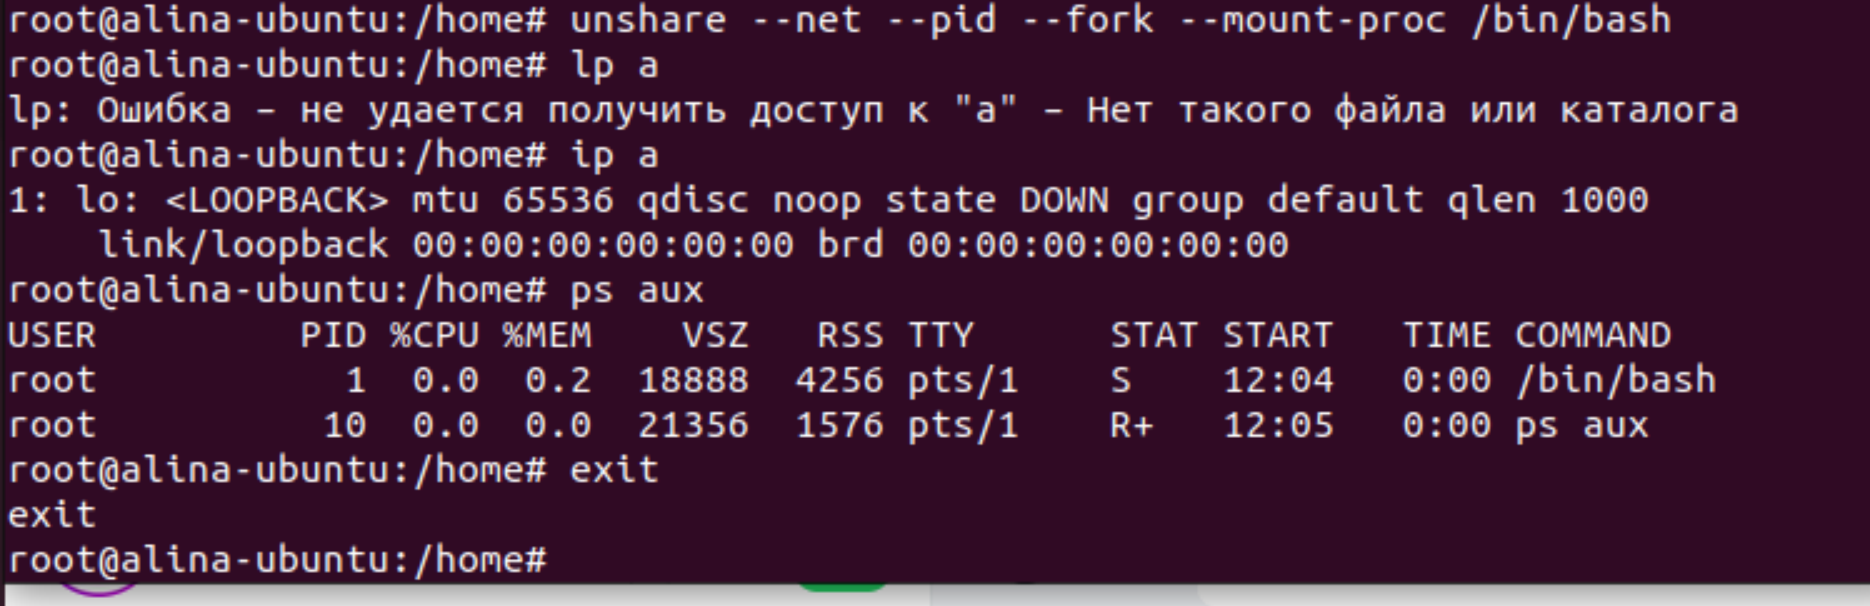 root@alina-ubuntu:/home# unshare --net --pid --fork --mount-proc /bin/bash
root@alina-ubuntu:/home# lp a
lp: Ошибка – не удается получить доступ к "a" – Нет такого файла или каталога
root@alina-ubuntu:/home# ip a
1: lo: <LOOPBACK> mtu 65536 qdisc noop state DOWN group default qlen 1000
    link/loopback 00:00:00:00:00:00 brd 00:00:00:00:00:00
root@alina-ubuntu:/home# ps aux
USER         PID %CPU %MEM    VSZ   RSS TTY      STAT START   TIME COMMAND
root           1  0.0  0.2  18888  4256 pts/1    S    12:04   0:00 /bin/bash
root          10  0.0  0.0  21356  1576 pts/1    R+   12:05   0:00 ps aux
root@alina-ubuntu:/home# exit
exit
root@alina-ubuntu:/home#